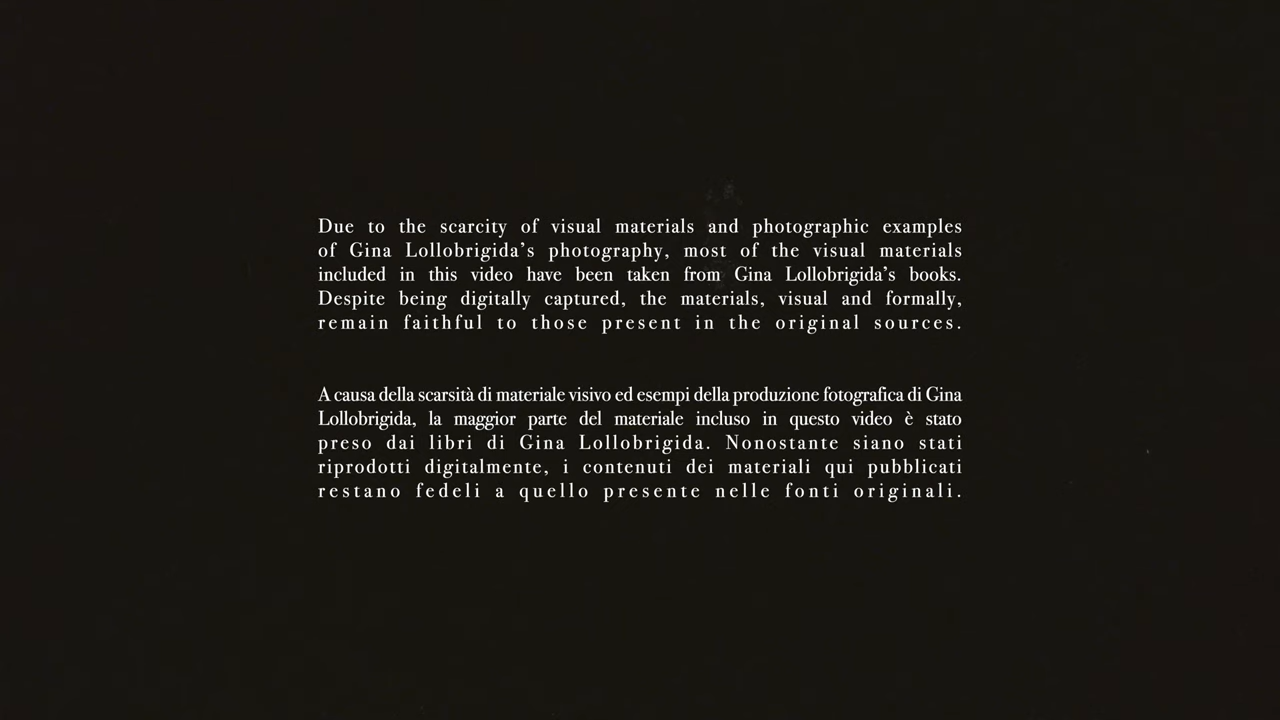 Due to the scarcity of visual materials and photographic examples
of Gina Lollobrigida’s photography, most of the visual materials
included in this video have been taken from Gina Lollobrigida’s books.
Despite being digitally captured, the materials, visual and formally,
remain faithful to those present in the original sources.
A causa della scarsità di materiale visivo ed esempi della produzione fotografica di Gina
Lollobrigida, la maggior parte del materiale incluso in questo video è stato
preso dai libri di Gina Lollobrigida. Nonostante siano stati
riprodotti digitalmente, i contenuti dei materiali qui pubblicati
restano fedeli a quello presente nelle fonti originali.